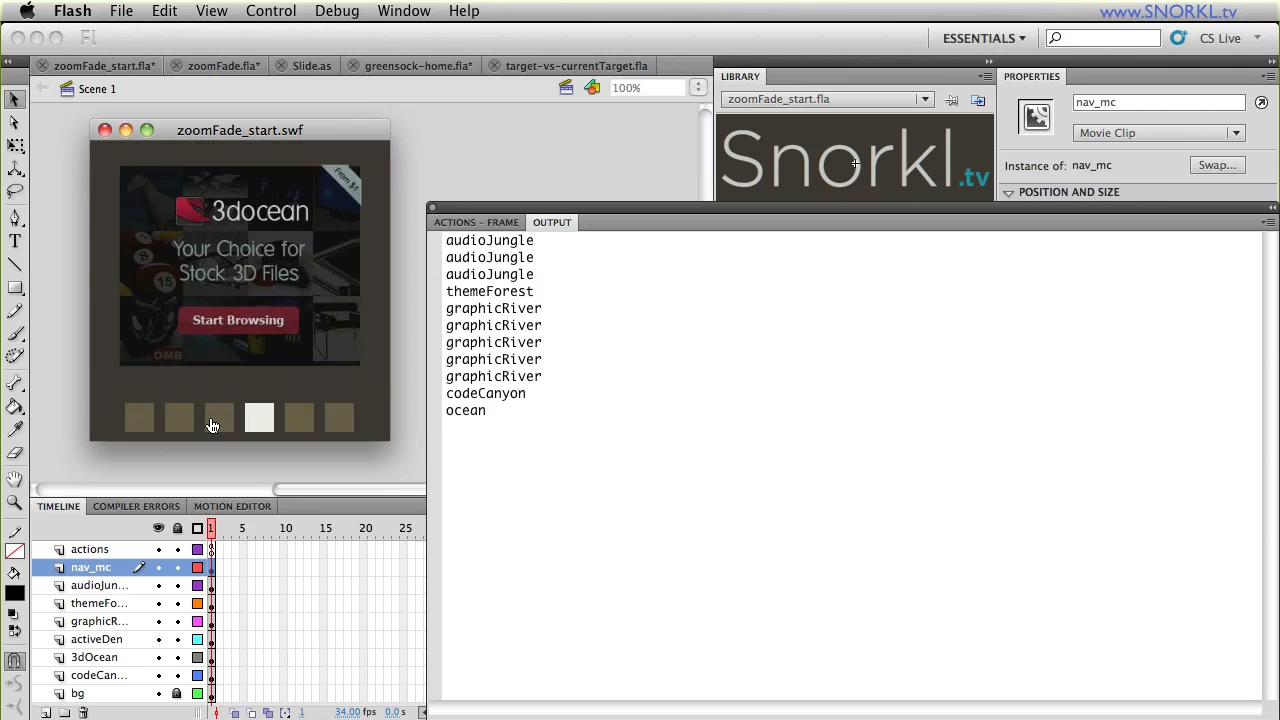 Flash File Edit View Control Debug Window Help
www.SNORKL.tv
Fl ESSENTIALS CS Live
zoomFade_start.fla* zoomFade.fla* Slide.as greensock-home.fla* target-vs-currentTarget.fla
Scene 1 100%
LIBRARY
zoomFade_start.fla
Snorkl.tv
PROPERTIES
nav_mc
Movie Clip
Instance of: nav_mc Swap...
POSITION AND SIZE
zoomFade_start.swf
From $1
3docean
Your Choice for
Stock 3D Files
Start Browsing
ACTIONS - FRAME OUTPUT
audioJungle
audioJungle
audioJungle
themeForest
graphicRiver
graphicRiver
graphicRiver
graphicRiver
graphicRiver
codeCanyon
ocean
TIMELINE COMPILER ERRORS MOTION EDITOR
1 5 10 15 20 25
actions
nav_mc
audioJun...
themeFo...
graphicR...
activeDen
3dOcean
codeCan...
bg
1 34.00 fps 0.0 s